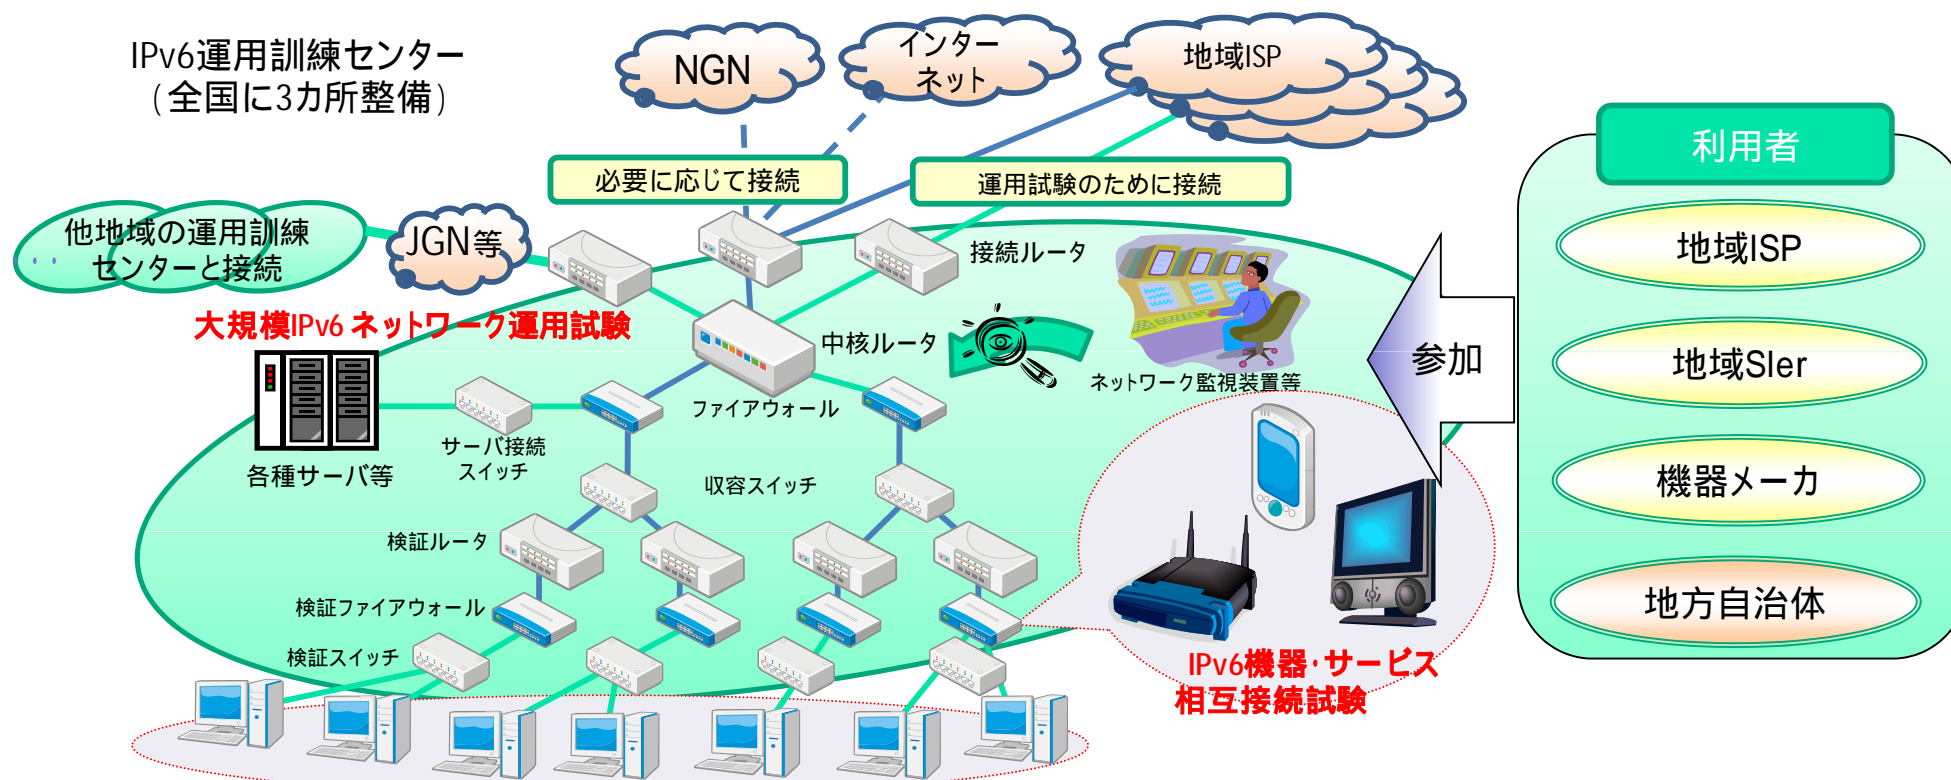 IPv6運用訓練センター
(全国に3カ所整備)
NGN
インター
ネット
地域ISP
必要に応じて接続
運用試験のために接続
利用者
他地域の運用訓練
センターと接続
・・・
JGN等
接続ルータ
地域ISP
大規模IPv6 ネットワーク運用試験
中核ルータ
参加
地域SIer
ネットワーク監視装置等
ファイアウォール
サーバ接続
スイッチ
各種サーバ等
収容スイッチ
機器メーカ
検証ルータ
検証ファイアウォール
地方自治体
検証スイッチ
IPv6機器・サービス
相互接続試験